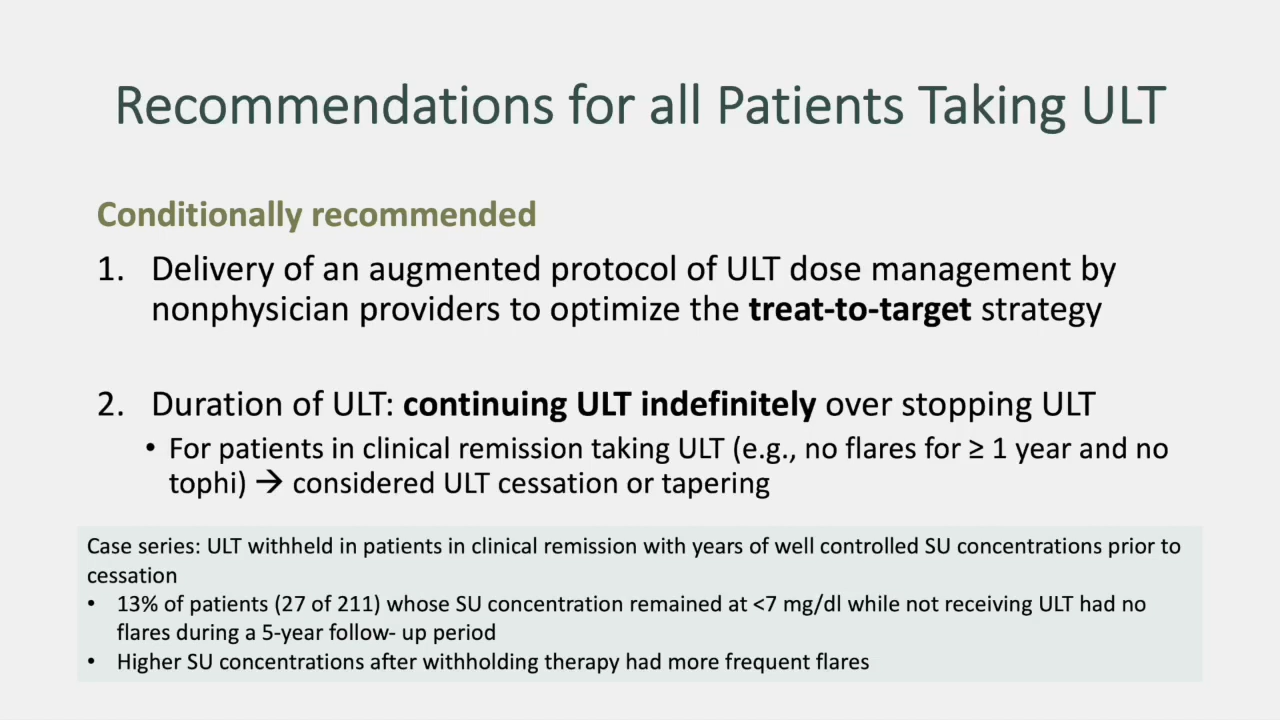 Recommendations for all Patients Taking ULT
Conditionally recommended
1. Delivery of an augmented protocol of ULT dose management by
nonphysician providers to optimize the treat-to-target strategy
2. Duration of ULT: continuing ULT indefinitely over stopping ULT
• For patients in clinical remission taking ULT (e.g., no flares for ≥ 1 year and no
tophi) → considered ULT cessation or tapering
Case series: ULT withheld in patients in clinical remission with years of well controlled SU concentrations prior to
cessation
• 13% of patients (27 of 211) whose SU concentration remained at <7 mg/dl while not receiving ULT had no
flares during a 5-year follow- up period
• Higher SU concentrations after withholding therapy had more frequent flares